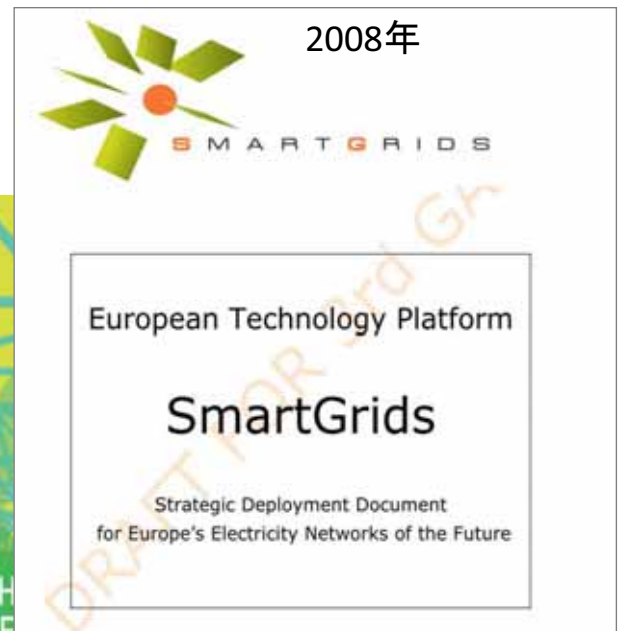 2008年
SMARTGRIDS
European Technology Platform
SmartGrids
Strategic Deployment Document
for Europe's Electricity Networks of the Future
DRAFT FOR 3rd GA
H
E